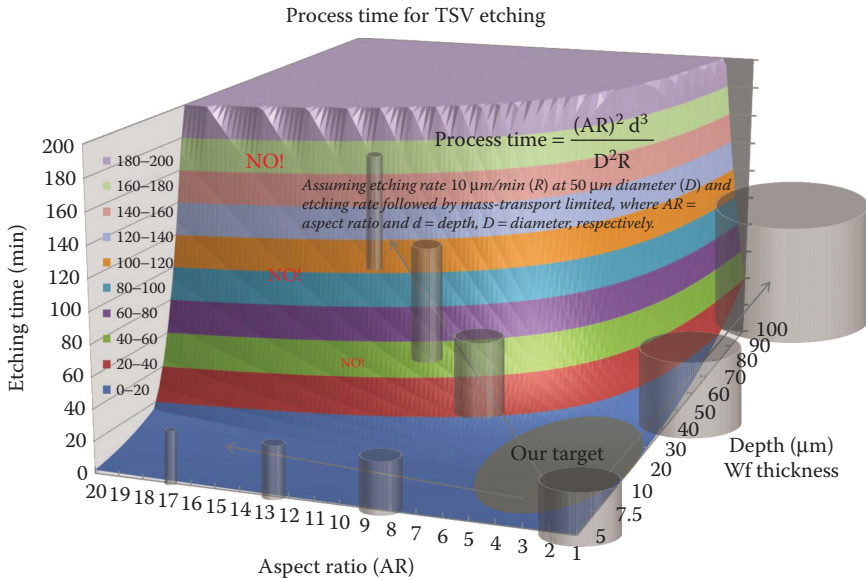 Process time for TSV etching
Process time = (AR)² d³ / D²R
Assuming etching rate 10 μm/min (R) at 50 μm diameter (D) and
etching rate followed by mass-transport limited, where AR =
aspect ratio and d = depth, D = diameter, respectively.
NO!
NO!
NO!
Our target
Etching time (min)
200
180
160
140
120
100
80
60
40
20
0
180–200
160–180
140–160
120–140
100–120
80–100
60–80
40–60
20–40
0–20
20 19 18 17 16 15 14 13 12 11 10 9 8 7 6 5 4 3 2 1
Aspect ratio (AR)
100
90
80
70
60
50
40
30
20
10
7.5
5
Depth (μm)
Wf thickness